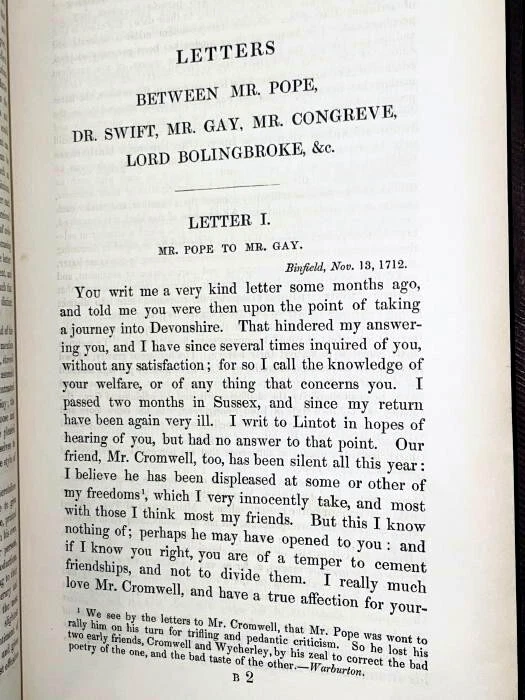 LETTERS
BETWEEN MR. POPE,
DR. SWIFT, MR. GAY, MR. CONGREVE,
LORD BOLINGBROKE, &c.
LETTER I.
MR. POPE TO MR. GAY.
Binfield, Nov. 13, 1712.
You writ me a very kind letter some months ago,
and told me you were then upon the point of taking
a journey into Devonshire. That hindered my answer-
ing you, and I have since several times inquired of you,
without any satisfaction; for so I call the knowledge of
your welfare, or of any thing that concerns you. I
passed two months in Sussex, and since my return
have been again very ill. I writ to Lintot in hopes of
hearing of you, but had no answer to that point. Our
friend, Mr. Cromwell, too, has been silent all this year:
I believe he has been displeased at some or other of
my freedoms¹, which I very innocently take, and most
with those I think most my friends. But this I know
nothing of; perhaps he may have opened to you: and
if I know you right, you are of a temper to cement
friendships, and not to divide them. I really much
love Mr. Cromwell, and have a true affection for your-
¹ We see by the letters to Mr. Cromwell, that Mr. Pope was wont to
rally him on his turn for trifling and pedantic criticism. So he lost his
two early friends, Cromwell and Wycherley, by his zeal to correct the bad
poetry of the one, and the bad taste of the other.—Warburton.
B 2